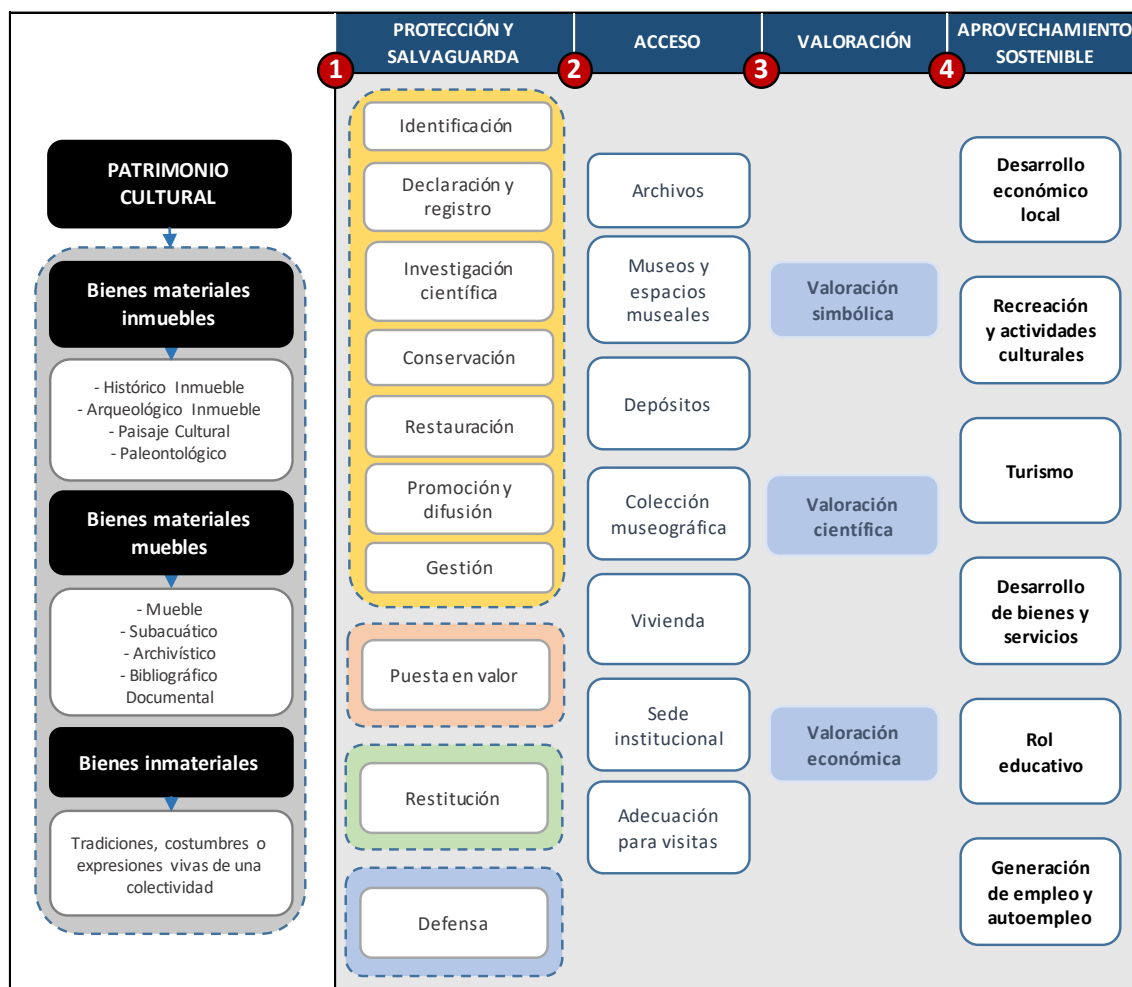 PROTECCIÓN Y
SALVAGUARDA
ACCESO
VALORACIÓN
APROVECHAMIENTO
SOSTENIBLE
1
2
3
4
PATRIMONIO
CULTURAL
Bienes materiales
inmuebles
- Histórico Inmueble
- Arqueológico Inmueble
- Paisaje Cultural
- Paleontológico
Bienes materiales
muebles
- Mueble
- Subacuático
- Archivístico
- Bibliográfico
Documental
Bienes inmateriales
Tradiciones, costumbres o
expresiones vivas de una
colectividad
Identificación
Declaración y
registro
Investigación
científica
Conservación
Restauración
Promoción y
difusión
Gestión
Puesta en valor
Restitución
Defensa
Archivos
Museos y
espacios
museales
Depósitos
Colección
museográfica
Vivienda
Sede
institucional
Adecuación
para visitas
Valoración
simbólica
Valoración
científica
Valoración
económica
Desarrollo
económico
local
Recreación
y actividades
culturales
Turismo
Desarrollo
de bienes y
servicios
Rol
educativo
Generación
de empleo y
autoempleo